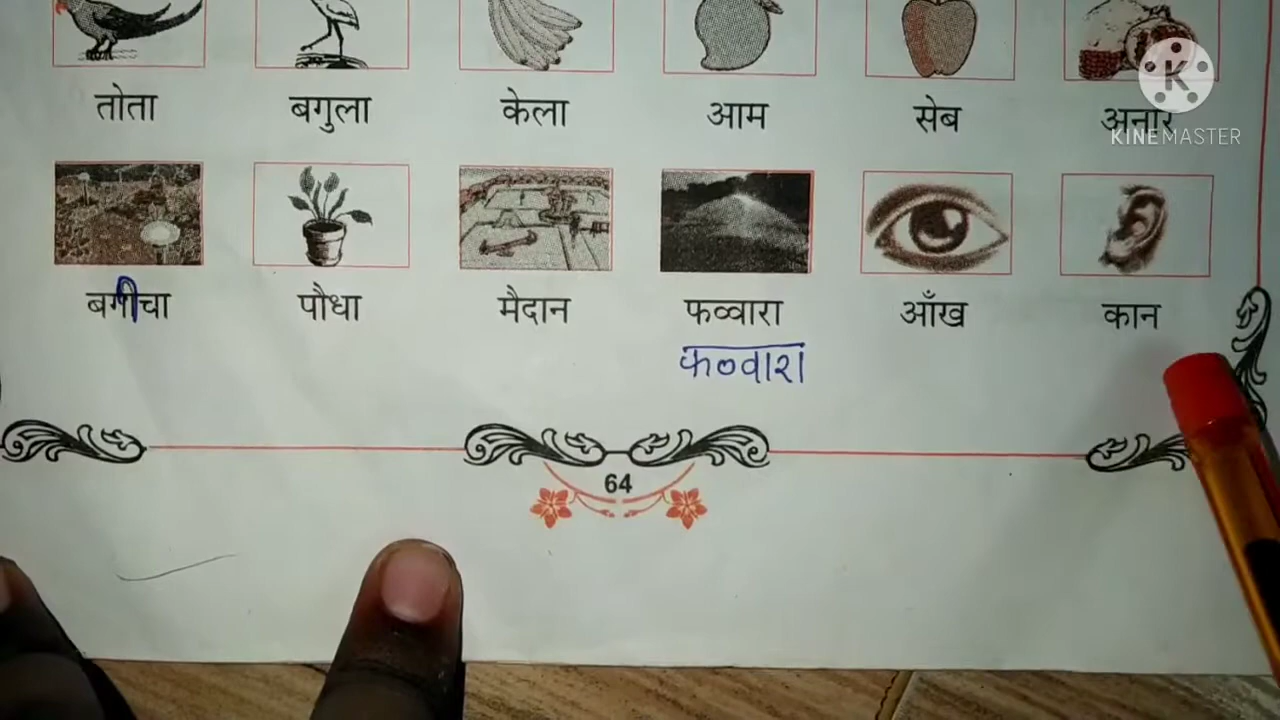 तोता बगुला केला आम सेब अनार
KINEMASTER
बगीचा पौधा मैदान फव्वारा आँख कान
फव्वारा
64